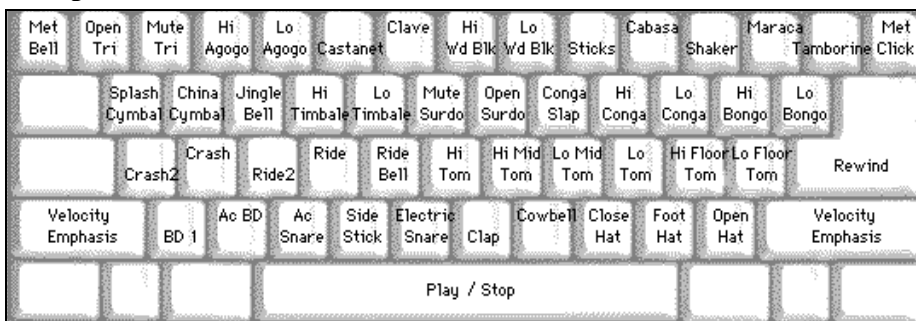 Met Bell
Open Tri
Mute Tri
Hi Agogo
Lo Agogo
Castanet
Clave
Hi Wd Blk
Lo Wd Blk
Sticks
Cabasa
Shaker
Maraca
Tamborine
Met Click
Splash Cymbal
China Cymbal
Jingle Bell
Hi Timbale
Lo Timbale
Mute Surdo
Open Surdo
Conga Slap
Hi Conga
Lo Conga
Hi Bongo
Lo Bongo
Crash2
Crash
Ride2
Ride
Ride Bell
Hi Tom
Hi Mid Tom
Lo Mid Tom
Lo Tom
Hi Floor Tom
Lo Floor Tom
Rewind
Velocity Emphasis
BD 1
Ac BD
Ac Snare
Side Stick
Electric Snare
Clap
Cowbell
Close Hat
Foot Hat
Open Hat
Velocity Emphasis
Play / Stop